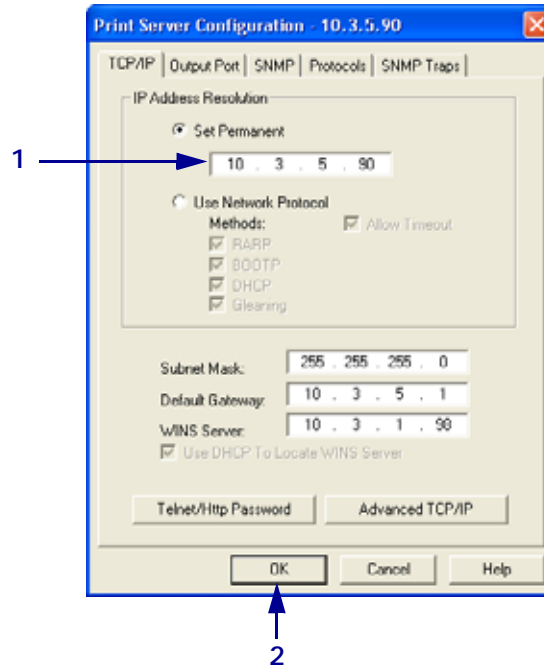 Print Server Configuration - 10.3.5.90
TCP/IP Output Port SNMP Protocols SNMP Traps
IP Address Resolution
Set Permanent
1
10 . 3 . 5 . 90
Use Network Protocol
Methods: Allow Timeout
RARP
BOOTP
DHCP
Gleaning
Subnet Mask: 255 . 255 . 255 . 0
Default Gateway: 10 . 3 . 5 . 1
WINS Server: 10 . 3 . 1 . 98
Use DHCP To Locate WINS Server
Telnet/Http Password Advanced TCP/IP
OK Cancel Help
2